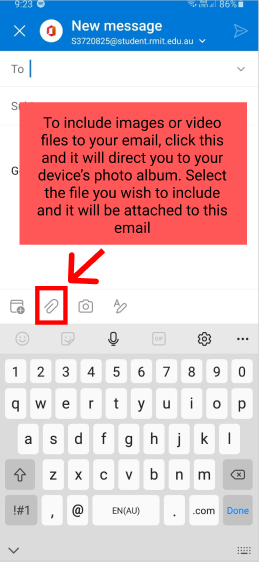 9:23 86%
New message
S3720825@student.rmit.edu.au
To
To include images or video
files to your email, click this
and it will direct you to your
device's photo album. Select
the file you wish to include
and it will be attached to this
email
GIF
1 2 3 4 5 6 7 8 9 0
q w e r t y u i o p
a s d f g h j k l
z x c v b n m
!#1 , @ EN(AU) . .com Done